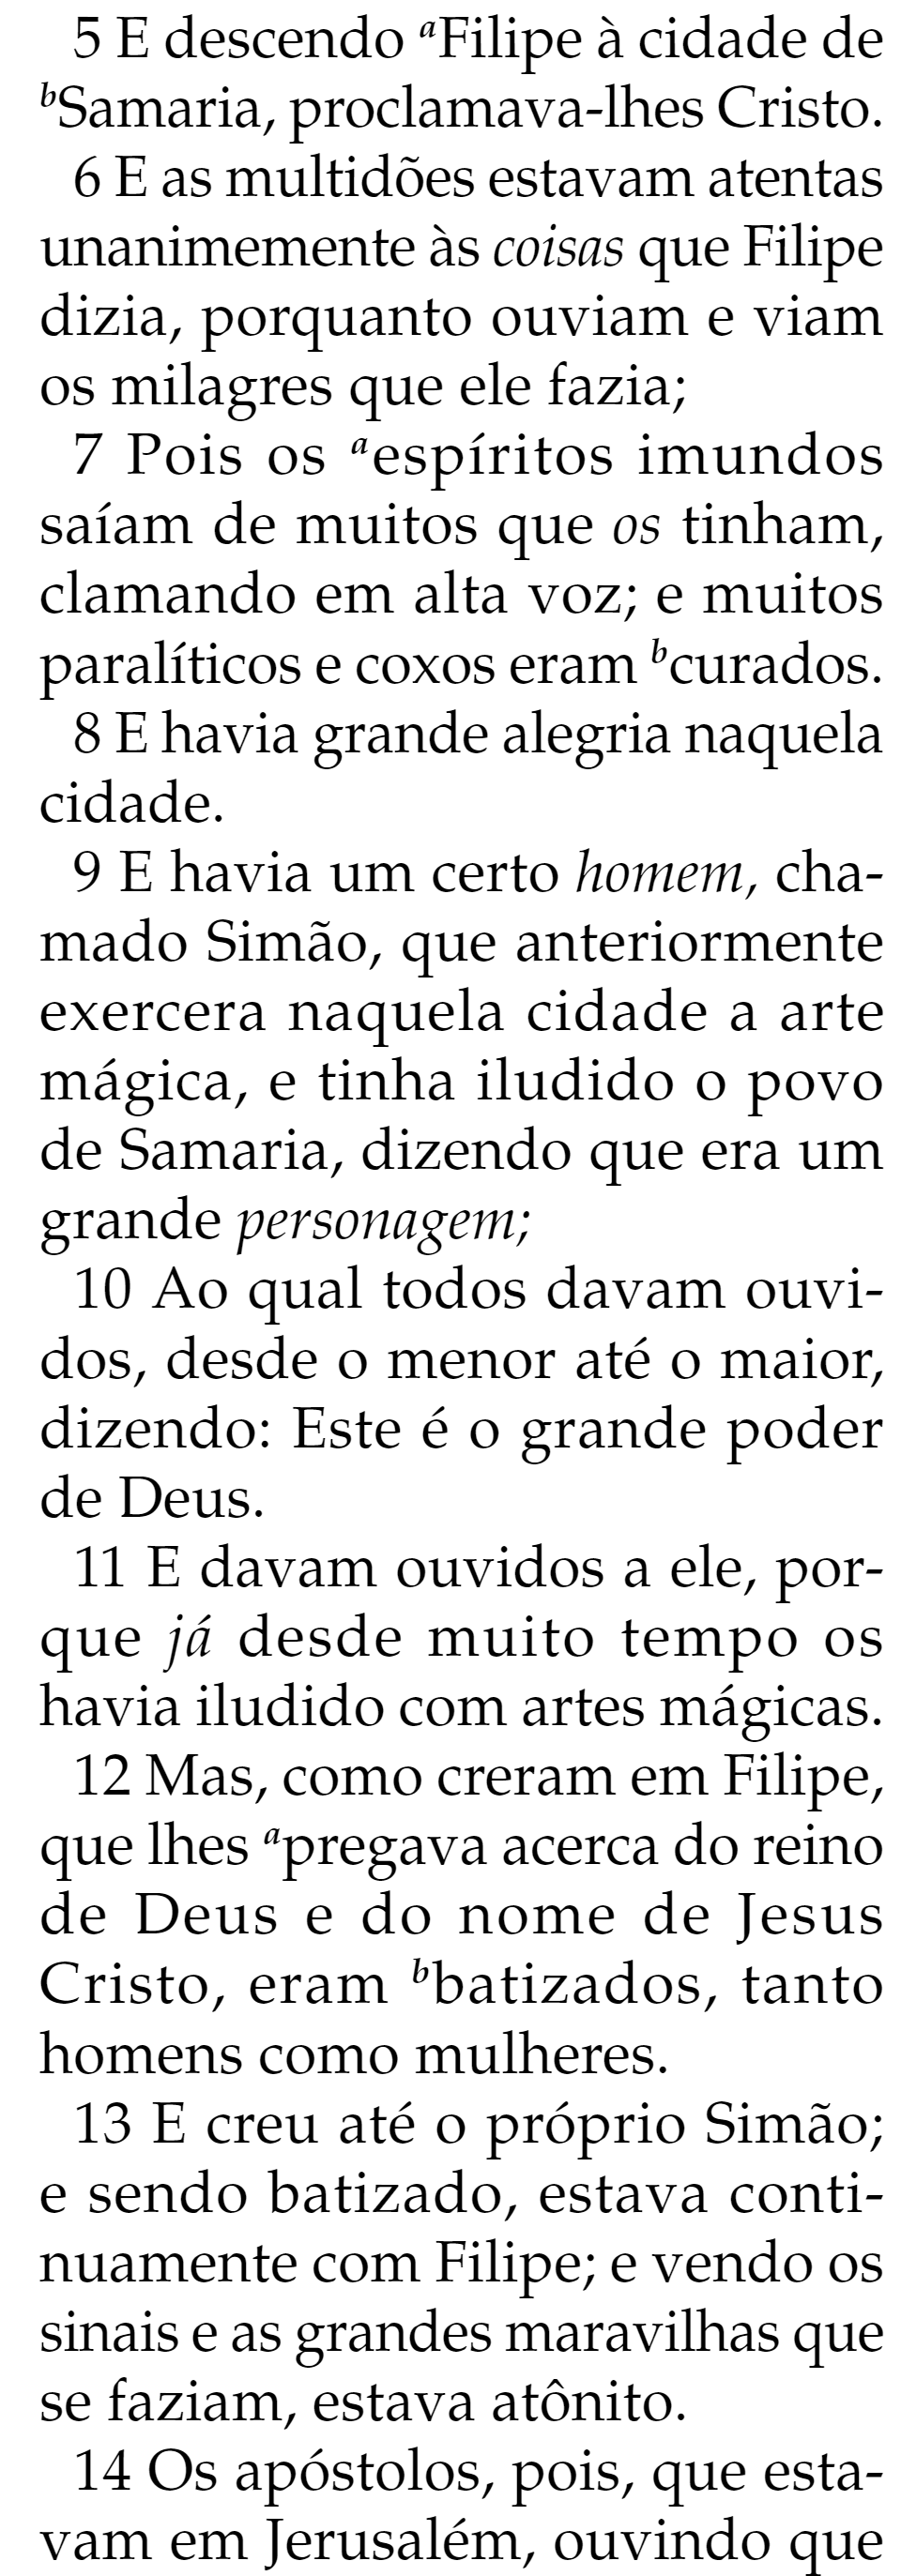 5 E descendo ᵃFilipe à cidade de
ᵇSamaria, proclamava-lhes Cristo.
6 E as multidões estavam atentas
unanimemente às coisas que Filipe
dizia, porquanto ouviam e viam
os milagres que ele fazia;
7 Pois os ᵃespíritos imundos
saíam de muitos que os tinham,
clamando em alta voz; e muitos
paralíticos e coxos eram ᵇcurados.
8 E havia grande alegria naquela
cidade.
9 E havia um certo homem, cha-
mado Simão, que anteriormente
exercera naquela cidade a arte
mágica, e tinha iludido o povo
de Samaria, dizendo que era um
grande personagem;
10 Ao qual todos davam ouvi-
dos, desde o menor até o maior,
dizendo: Este é o grande poder
de Deus.
11 E davam ouvidos a ele, por-
que já desde muito tempo os
havia iludido com artes mágicas.
12 Mas, como creram em Filipe,
que lhes ᵃpregava acerca do reino
de Deus e do nome de Jesus
Cristo, eram ᵇbatizados, tanto
homens como mulheres.
13 E creu até o próprio Simão;
e sendo batizado, estava conti-
nuamente com Filipe; e vendo os
sinais e as grandes maravilhas que
se faziam, estava atônito.
14 Os apóstolos, pois, que esta-
vam em Jerusalém, ouvindo que